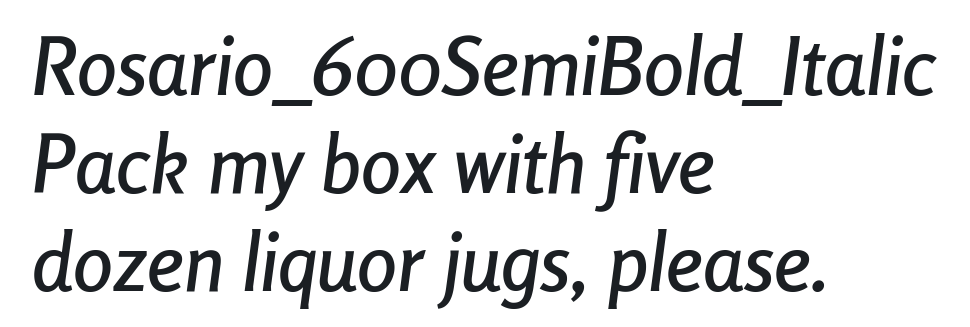 Rosario_600SemiBold_Italic
Pack my box with five
dozen liquor jugs, please.